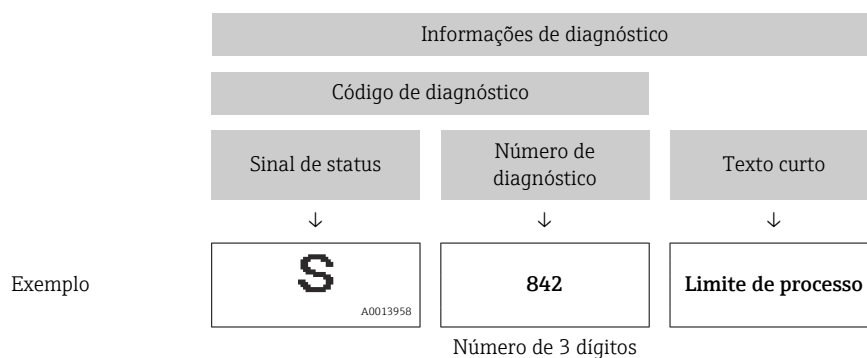 Informações de diagnóstico
Código de diagnóstico
Sinal de status
Número de
diagnóstico
Texto curto
↓ ↓ ↓
Exemplo
S
A0013958
842
Limite de processo
Número de 3 dígitos